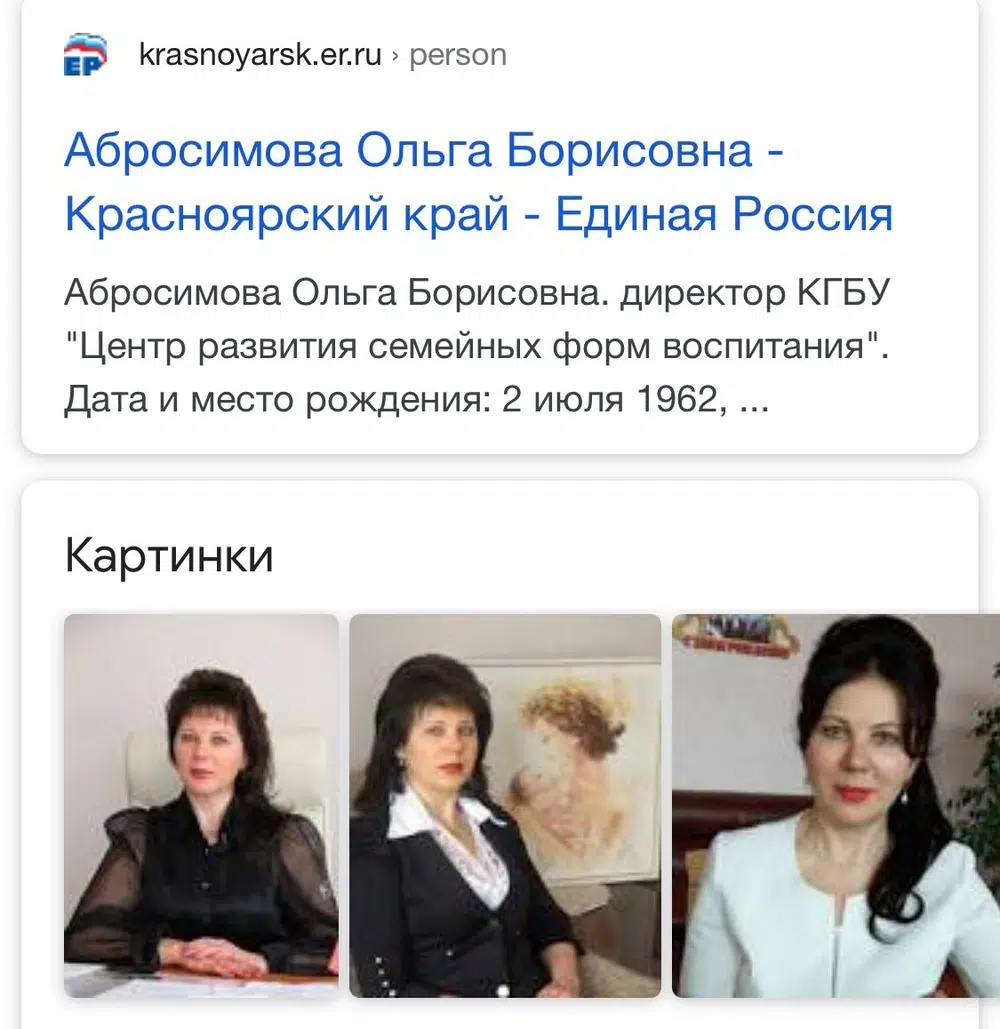 ЕР
krasnoyarsk.er.ru › person
Абросимова Ольга Борисовна -
Красноярский край - Единая Россия
Абросимова Ольга Борисовна. директор КГБУ
"Центр развития семейных форм воспитания".
Дата и место рождения: 2 июля 1962, ...
Картинки